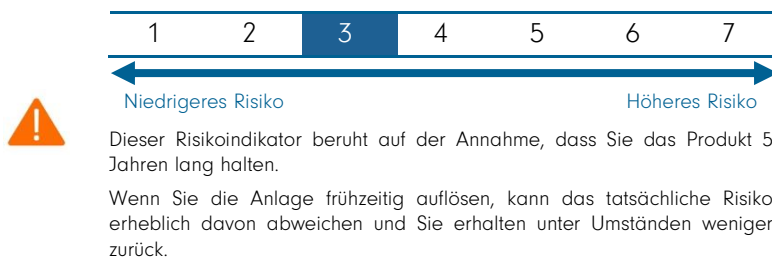 1 2 3 4 5 6 7
Niedrigeres Risiko Höheres Risiko
Dieser Risikoindikator beruht auf der Annahme, dass Sie das Produkt 5
Jahren lang halten.
Wenn Sie die Anlage frühzeitig auflösen, kann das tatsächliche Risiko
erheblich davon abweichen und Sie erhalten unter Umständen weniger
zurück.